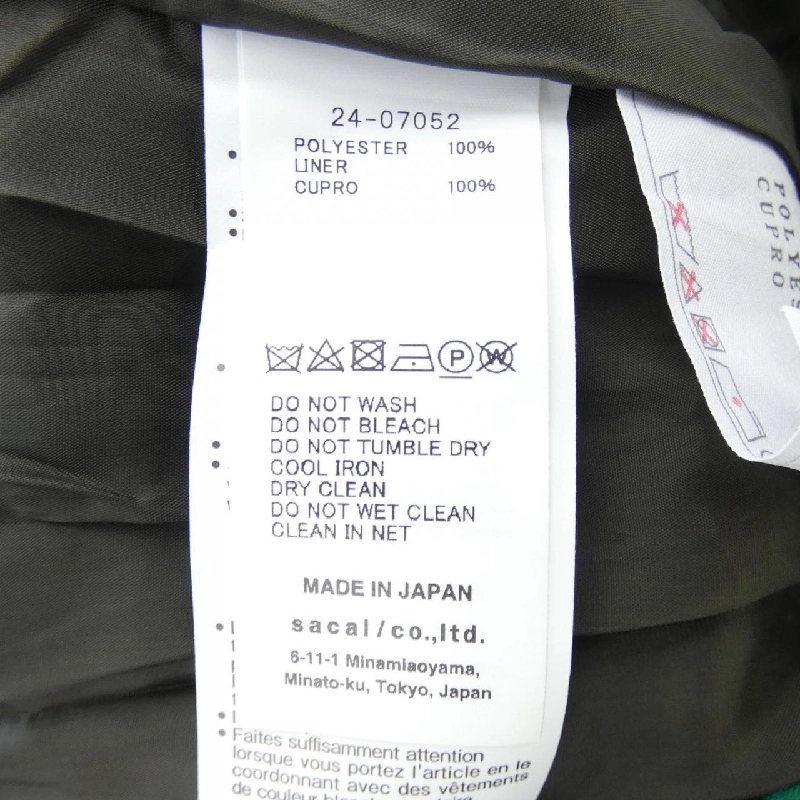 24-07052
POLYESTER 100%
LINER
CUPRO 100%
P
W
DO NOT WASH
DO NOT BLEACH
DO NOT TUMBLE DRY
COOL IRON
DRY CLEAN
DO NOT WET CLEAN
CLEAN IN NET
MADE IN JAPAN
sacai/co.,ltd.
6-11-1 Minamiaoyama,
Minato-ku, Tokyo, Japan
Faites suffisamment attention
lorsque vous portez l'article en le
coordonnant avec des vêtements
de couleur
POLYES
CUPRO